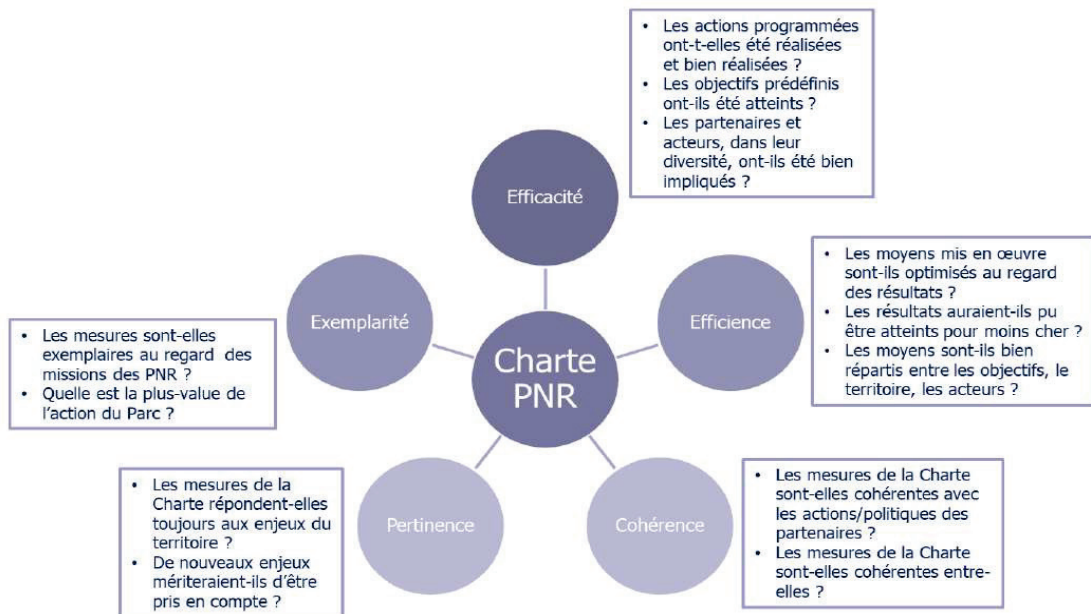 • Les actions programmées
ont-t-elles été réalisées
et bien réalisées ?
• Les objectifs prédéfinis
ont-ils été atteints ?
• Les partenaires et
acteurs, dans leur
diversité, ont-ils été bien
impliqués ?
Efficacité
• Les moyens mis en œuvre
sont-ils optimisés au regard
des résultats ?
• Les résultats auraient-ils pu
être atteints pour moins cher ?
• Les moyens sont-ils bien
répartis entre les objectifs, le
territoire, les acteurs ?
Efficience
Exemplarité
• Les mesures sont-elles
exemplaires au regard des
missions des PNR ?
• Quelle est la plus-value de
l'action du Parc ?
Charte
PNR
• Les mesures de la
Charte répondent-elles
toujours aux enjeux du
territoire ?
• De nouveaux enjeux
mériteraient-ils d'être
pris en compte ?
Pertinence
Cohérence
• Les mesures de la Charte
sont-elles cohérentes avec
les actions/politiques des
partenaires ?
• Les mesures de la Charte
sont-elles cohérentes entre-
elles ?